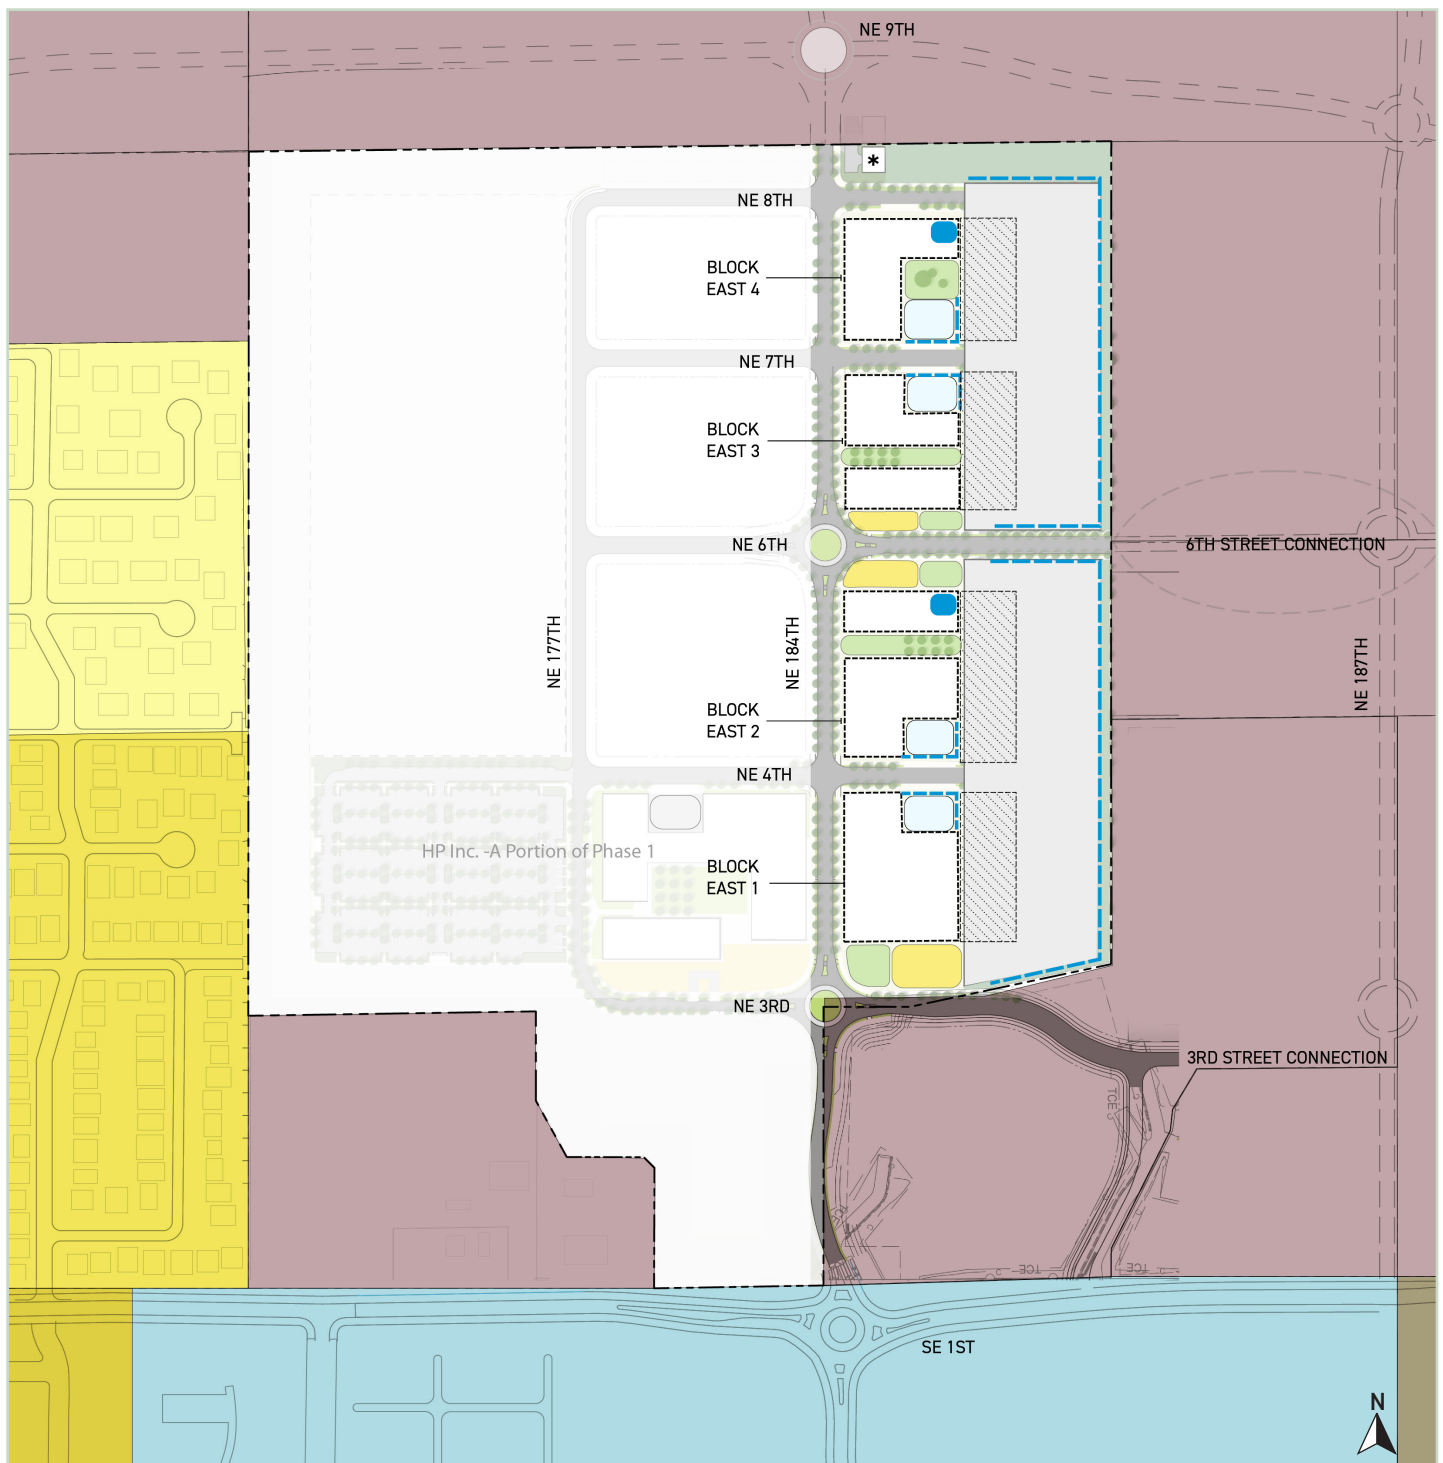 NE 9TH
*
NE 8TH
BLOCK
EAST 4
NE 7TH
BLOCK
EAST 3
NE 6TH
6TH STREET CONNECTION
NE 177TH
NE 184TH
NE 187TH
BLOCK
EAST 2
NE 4TH
HP Inc. -A Portion of Phase 1
BLOCK
EAST 1
NE 3RD
3RD STREET CONNECTION
TCE
TCE
TCE
SE 1ST
N